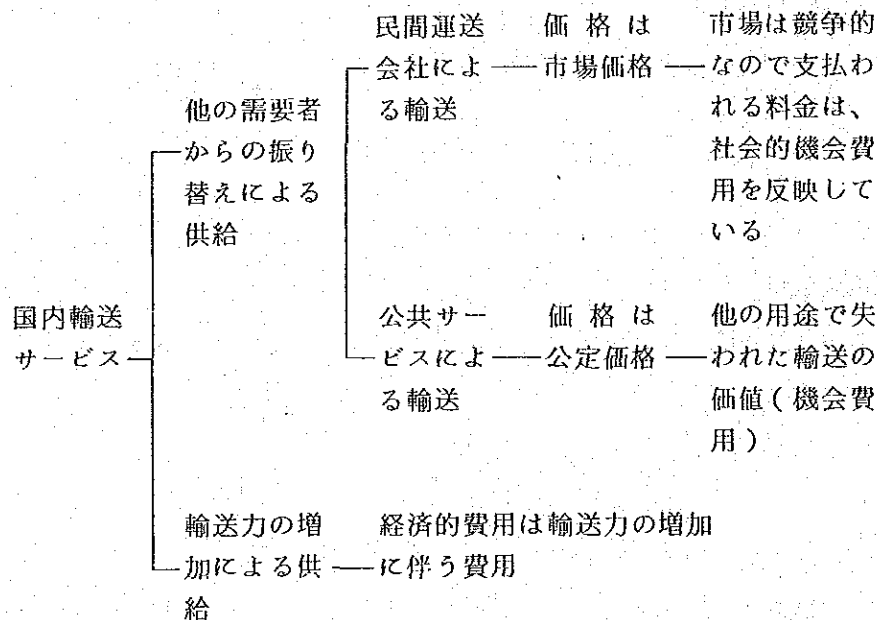 民間運送
会社によ
る輸送
価格は
市場価格
市場は競争的
なので支払わ
れる料金は、
社会的機会費
用を反映して
いる
他の需要者
からの振り
替えによる
供給
国内輸送
サービス
公共サー
ビスによ
る輸送
価格は
公定価格
他の用途で失
われた輸送の
価値(機会費
用)
輸送力の増
加による供
給
経済的費用は輸送力の増加
に伴う費用